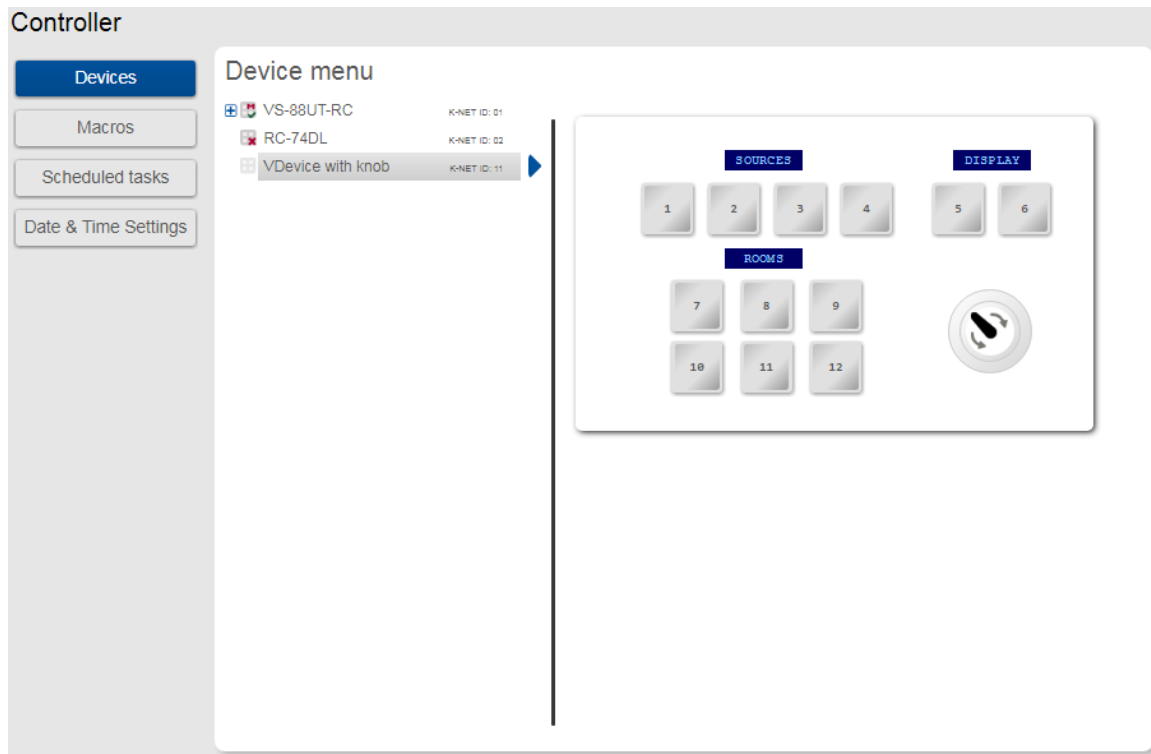 Controller
Devices
Macros
Scheduled tasks
Date & Time Settings
Device menu
VS-88UT-RC K-NET ID: 01
RC-74DL K-NET ID: 02
VDevice with knob K-NET ID: 11
SOURCES DISPLAY
1 2 3 4 5 6
ROOMS
7 8 9
10 11 12